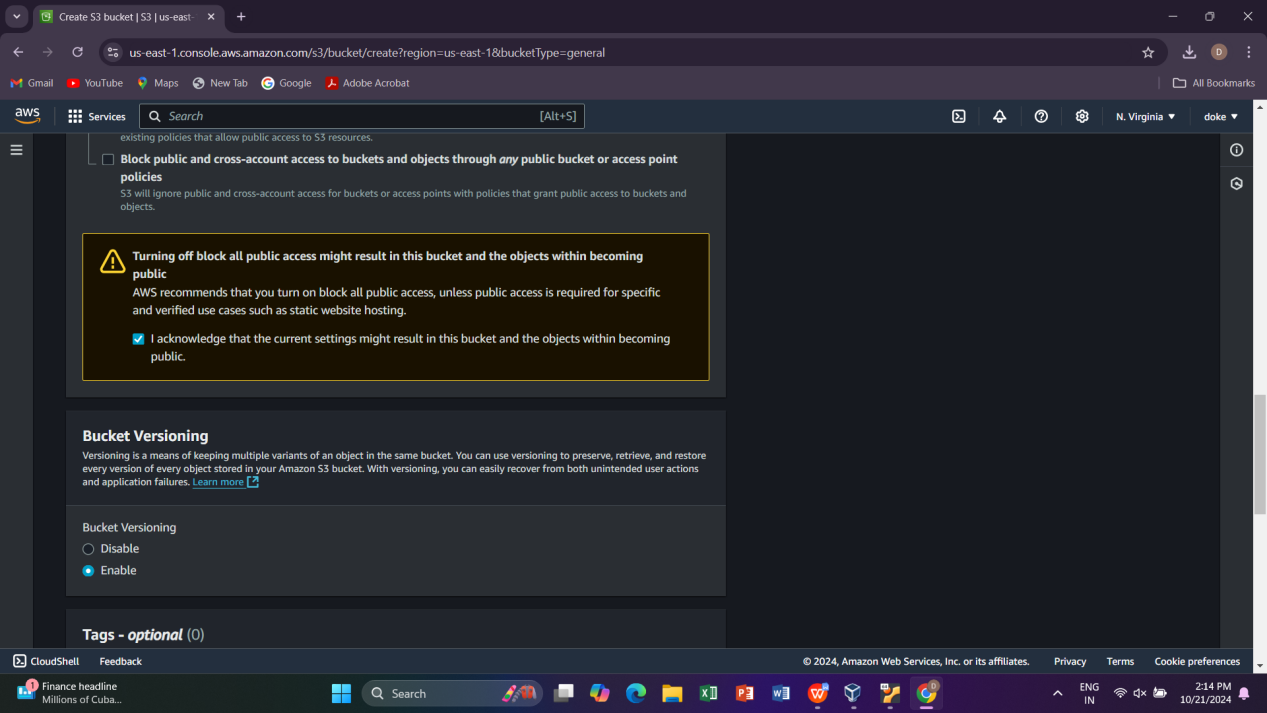 Create S3 bucket | S3 | us-east-
us-east-1.console.aws.amazon.com/s3/bucket/create?region=us-east-1&bucketType=general
D
Gmail
YouTube
Maps
New Tab
Google
Adobe Acrobat
All Bookmarks
aws
Services
Search
[Alt+S]
N. Virginia
doke
existing policies that allow public access to S3 resources.
Block public and cross-account access to buckets and objects through any public bucket or access point
policies
S3 will ignore public and cross-account access for buckets or access points with policies that grant public access to buckets and
objects.
Turning off block all public access might result in this bucket and the objects within becoming
public
AWS recommends that you turn on block all public access, unless public access is required for specific
and verified use cases such as static website hosting.
I acknowledge that the current settings might result in this bucket and the objects within becoming
public.
Bucket Versioning
Versioning is a means of keeping multiple variants of an object in the same bucket. You can use versioning to preserve, retrieve, and restore
every version of every object stored in your Amazon S3 bucket. With versioning, you can easily recover from both unintended user actions
and application failures. Learn more
Bucket Versioning
Disable
Enable
Tags - optional (0)
CloudShell
Feedback
© 2024, Amazon Web Services, Inc. or its affiliates.
Privacy
Terms
Cookie preferences
1
Finance headline
Millions of Cuba...
Search
ENG
IN
2:14 PM
10/21/2024